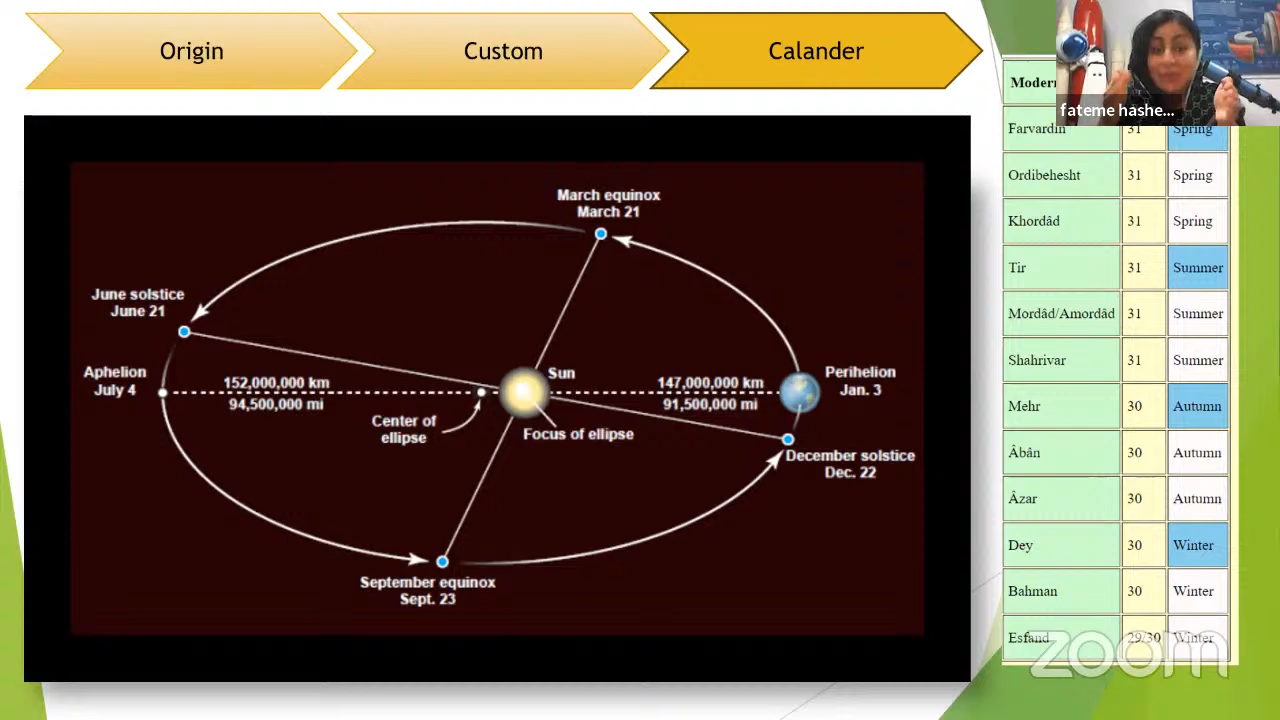 Origin
Custom
Calander
fateme hashe...
Moder
Farvardin 31 Spring
Ordibehesht 31 Spring
Khordâd 31 Spring
Tir 31 Summer
Mordâd/Amordâd 31 Summer
Shahrivar 31 Summer
Mehr 30 Autumn
Âbân 30 Autumn
Âzar 30 Autumn
Dey 30 Winter
Bahman 30 Winter
Esfand 29/30 Winter
March equinox
March 21
June solstice
June 21
Aphelion
July 4
152,000,000 km
94,500,000 mi
Center of
ellipse
Sun
Focus of ellipse
147,000,000 km
91,500,000 mi
Perihelion
Jan. 3
December solstice
Dec. 22
September equinox
Sept. 23
zoom